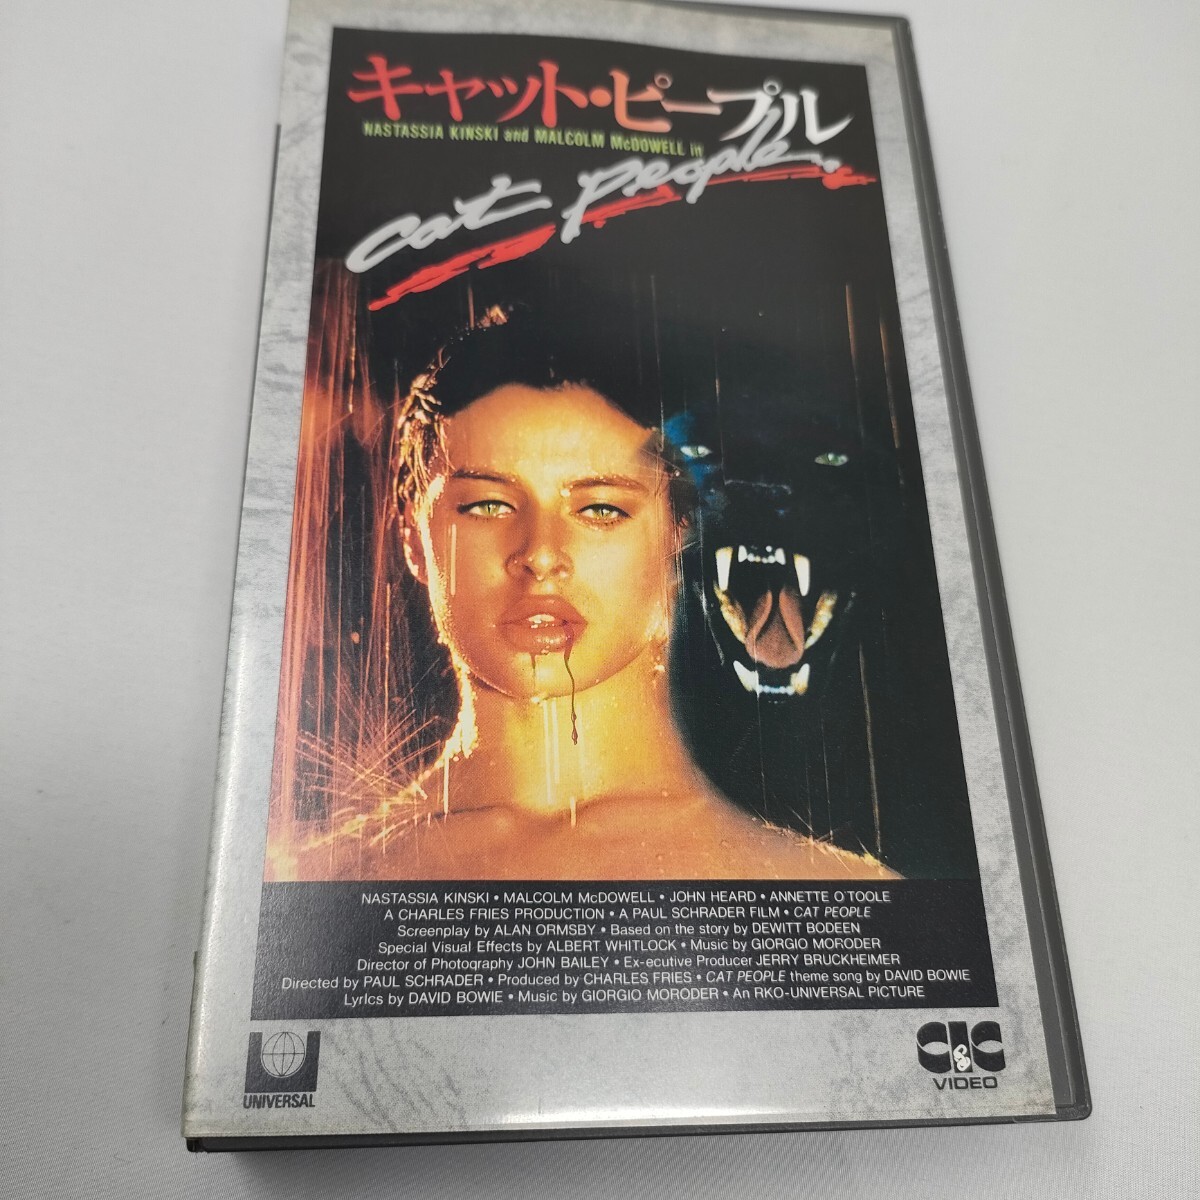 キャット・ピープル
NASTASSIA KINSKI and MALCOLM McDOWELL in
cat people
NASTASSIA KINSKI • MALCOLM McDOWELL • JOHN HEARD • ANNETTE O'TOOLE
A CHARLES FRIES PRODUCTION • A PAUL SCHRADER FILM • CAT PEOPLE
Screenplay by ALAN ORMSBY • Based on the story by DEWITT BODEEN
Special Visual Effects by ALBERT WHITLOCK • Music by GIORGIO MORODER
Director of Photography JOHN BAILEY • Ex-ecutive Producer JERRY BRUCKHEIMER
Directed by PAUL SCHRADER • Produced by CHARLES FRIES • CAT PEOPLE theme song by DAVID BOWIE
Lyrics by DAVID BOWIE • Music by GIORGIO MORODER • An RKO-UNIVERSAL PICTURE
UNIVERSAL
CIC
VIDEO